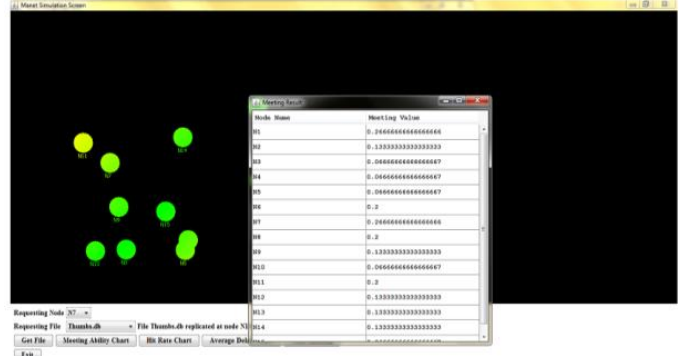 Manet Simulation Screen
Meeting Result
Node Name Meeting Value
N1 0.26666666666666666
N2 0.13333333333333333
N3 0.06666666666666667
N4 0.06666666666666667
N5 0.06666666666666667
N6 0.2
N7 0.26666666666666666
N8 0.2
N9 0.13333333333333333
N10 0.06666666666666667
N11 0.2
N12 0.13333333333333333
N13 0.13333333333333333
N14 0.13333333333333333
Requesting Node N7
Requesting File Thumbs.db File Thumbs.db replicated at node
Get File Meeting Ability Chart Hit Rate Chart Average
Exit